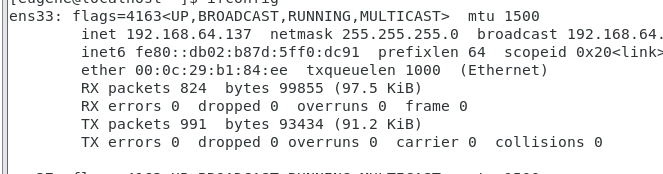 [eugene@localhost ~]$ ifconfig
ens33: flags=4163<UP,BROADCAST,RUNNING,MULTICAST>  mtu 1500
        inet 192.168.64.137  netmask 255.255.255.0  broadcast 192.168.64.
        inet6 fe80::db02:b87d:5ff0:dc91  prefixlen 64  scopeid 0x20<link>
        ether 00:0c:29:b1:84:ee  txqueuelen 1000  (Ethernet)
        RX packets 824  bytes 99855 (97.5 KiB)
        RX errors 0  dropped 0  overruns 0  frame 0
        TX packets 991  bytes 93434 (91.2 KiB)
        TX errors 0  dropped 0 overruns 0  carrier 0  collisions 0